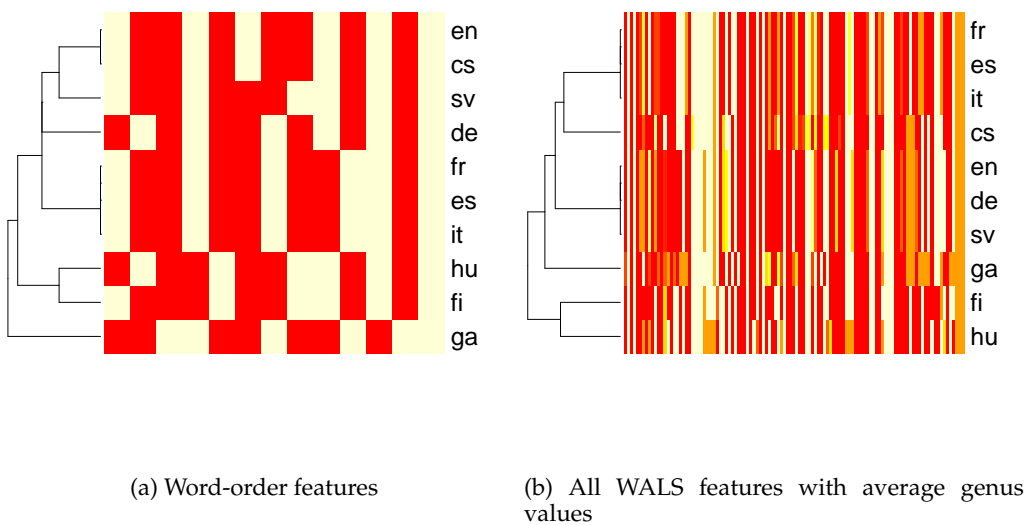 en
cs
sv
de
fr
es
it
hu
fi
ga
fr
es
it
cs
en
de
sv
ga
fi
hu
(a) Word-order features
(b) All WALS features with average genus
values